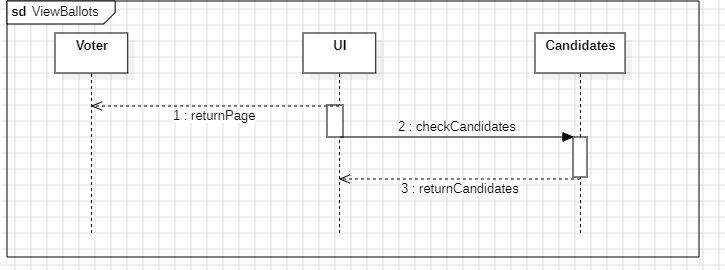 sd ViewBallots
Voter
UI
Candidates
1 : returnPage
2 : checkCandidates
3 : returnCandidates